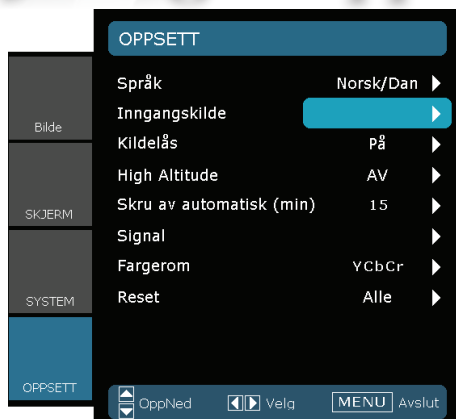 OPPSETT
Bilde
SKJERM
SYSTEM
OPPSETT
Språk Norsk/Dan
Inngangskilde
Kildelås På
High Altitude AV
Skru av automatisk (min) 15
Signal
Fargerom YCbCr
Reset Alle
OppNed Velg MENU Avslut